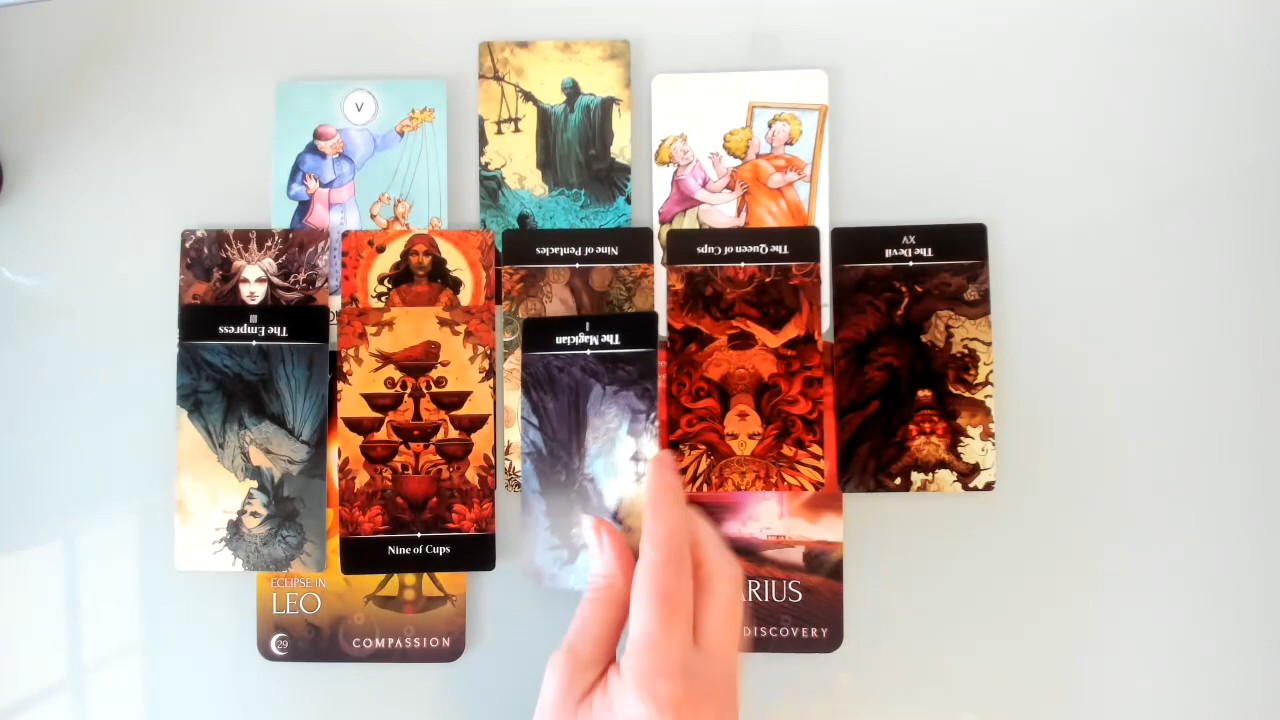 V
Nine of Pentacles
The Queen of Cups
XV
The Devil
III
The Empress
I
The Magician
Nine of Cups
ECLIPSE IN
LEO
29
COMPASSION
RIUS
DISCOVERY